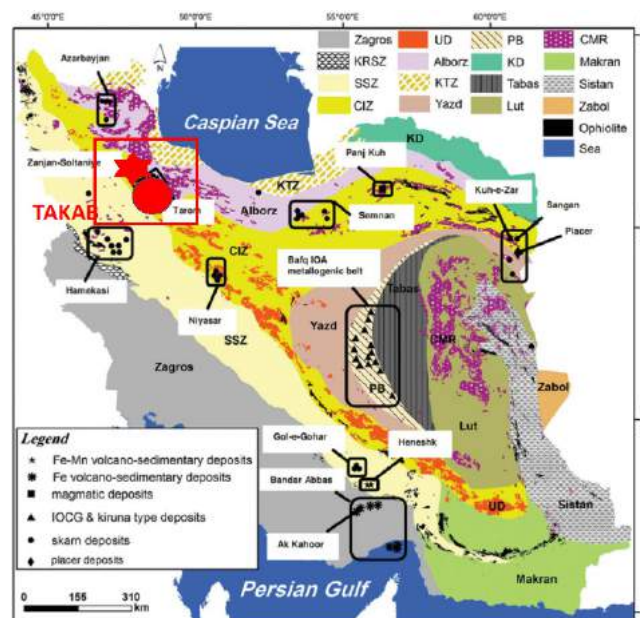 45°0'0"E
50°0'0"E
55°0'0"E
60°0'0"E
Zagros
UD
PB
CMR
KRSZ
Alborz
KD
Makran
SSZ
KTZ
Tabas
Sistan
CIZ
Yazd
Lut
Zabol
Ophiolite
Sea
Azarbayjan
N
Caspian Sea
KD
Zanjan-Soltaniye
Panj Kuh
KTZ
Kuh-e-Zar
Sangan
TAKAB
Tarom
Alborz
Semnan
Placer
CIZ
Bafq IOA
metallogenic belt
Hamekasi
Tabas
Niyasar
Yazd
CMR
SSZ
Zagros
PB
Zabol
Lut
Legend
Fe-Mn volcano-sedimentary deposits
Fe volcano-sedimentary deposits
magmatic deposits
IOCG & kiruna type deposits
skarn deposits
placer deposits
Gol-e-Gohar
Heneshk
Bandar Abbas
UD
Sistan
Ak Kahoor
Makran
Persian Gulf
0 155 310
km